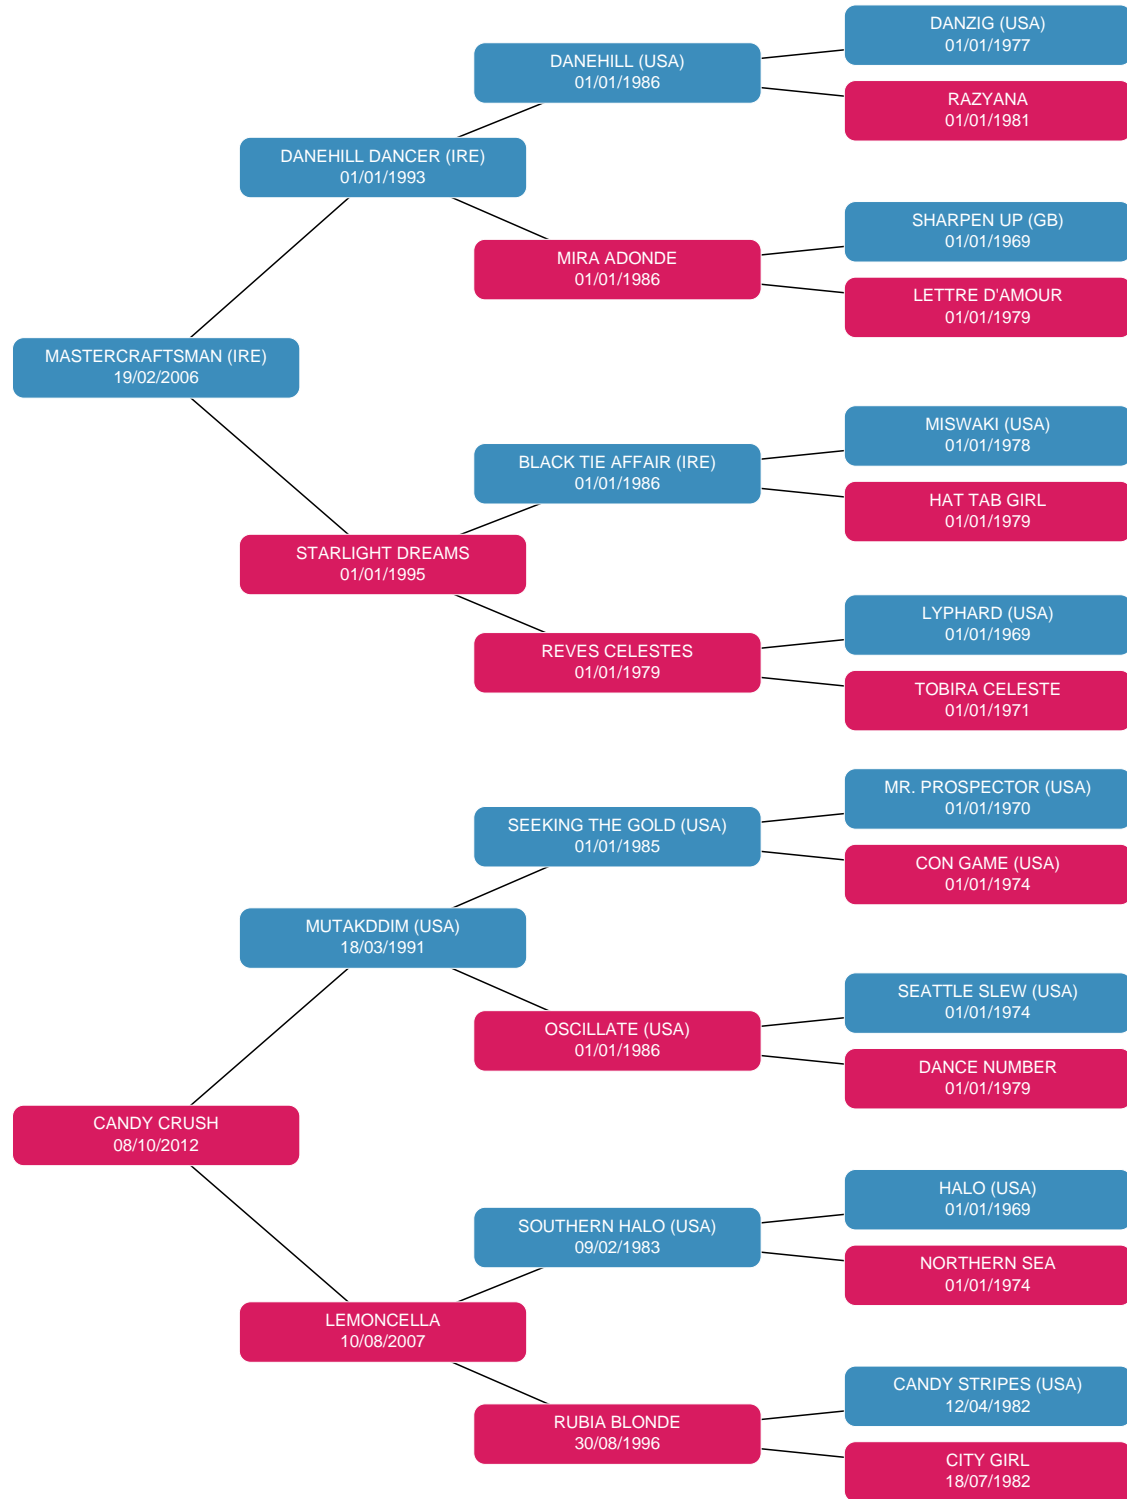 DANZIG (USA)
01/01/1977
DANEHILL (USA)
01/01/1986
RAZYANA
01/01/1981
DANEHILL DANCER (IRE)
01/01/1993
SHARPEN UP (GB)
01/01/1969
MIRA ADONDE
01/01/1986
LETTRE D'AMOUR
01/01/1979
MASTERCRAFTSMAN (IRE)
19/02/2006
MISWAKI (USA)
01/01/1978
BLACK TIE AFFAIR (IRE)
01/01/1986
HAT TAB GIRL
01/01/1979
STARLIGHT DREAMS
01/01/1995
LYPHARD (USA)
01/01/1969
REVES CELESTES
01/01/1979
TOBIRA CELESTE
01/01/1971
MR. PROSPECTOR (USA)
01/01/1970
SEEKING THE GOLD (USA)
01/01/1985
CON GAME (USA)
01/01/1974
MUTAKDDIM (USA)
18/03/1991
SEATTLE SLEW (USA)
01/01/1974
OSCILLATE (USA)
01/01/1986
DANCE NUMBER
01/01/1979
CANDY CRUSH
08/10/2012
HALO (USA)
01/01/1969
SOUTHERN HALO (USA)
09/02/1983
NORTHERN SEA
01/01/1974
LEMONCELLA
10/08/2007
CANDY STRIPES (USA)
12/04/1982
RUBIA BLONDE
30/08/1996
CITY GIRL
18/07/1982